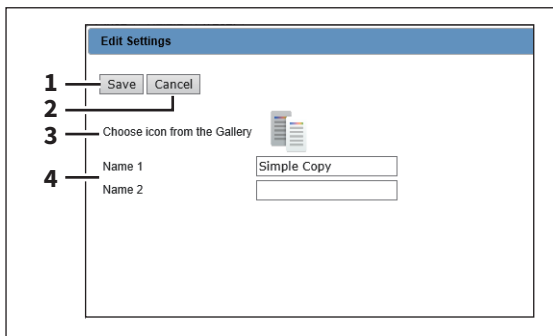 Edit Settings
1 Save Cancel
2
3 Choose icon from the Gallery
4 Name 1 Simple Copy
Name 2